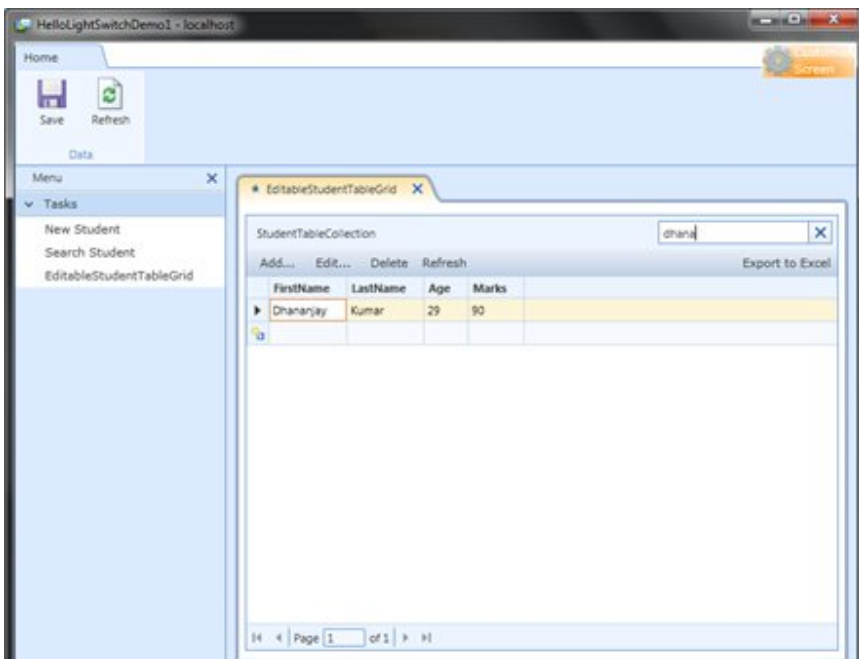 HelloLightSwitchDemo1 - localhost
Home
Screen
Save Refresh
Data
Menu
Tasks
New Student
Search Student
EditableStudentTableGrid
EditableStudentTableGrid
StudentTableCollection
dhana
Add... Edit... Delete Refresh Export to Excel
FirstName LastName Age Marks
Dhananjay Kumar 29 90
Page 1 of 1